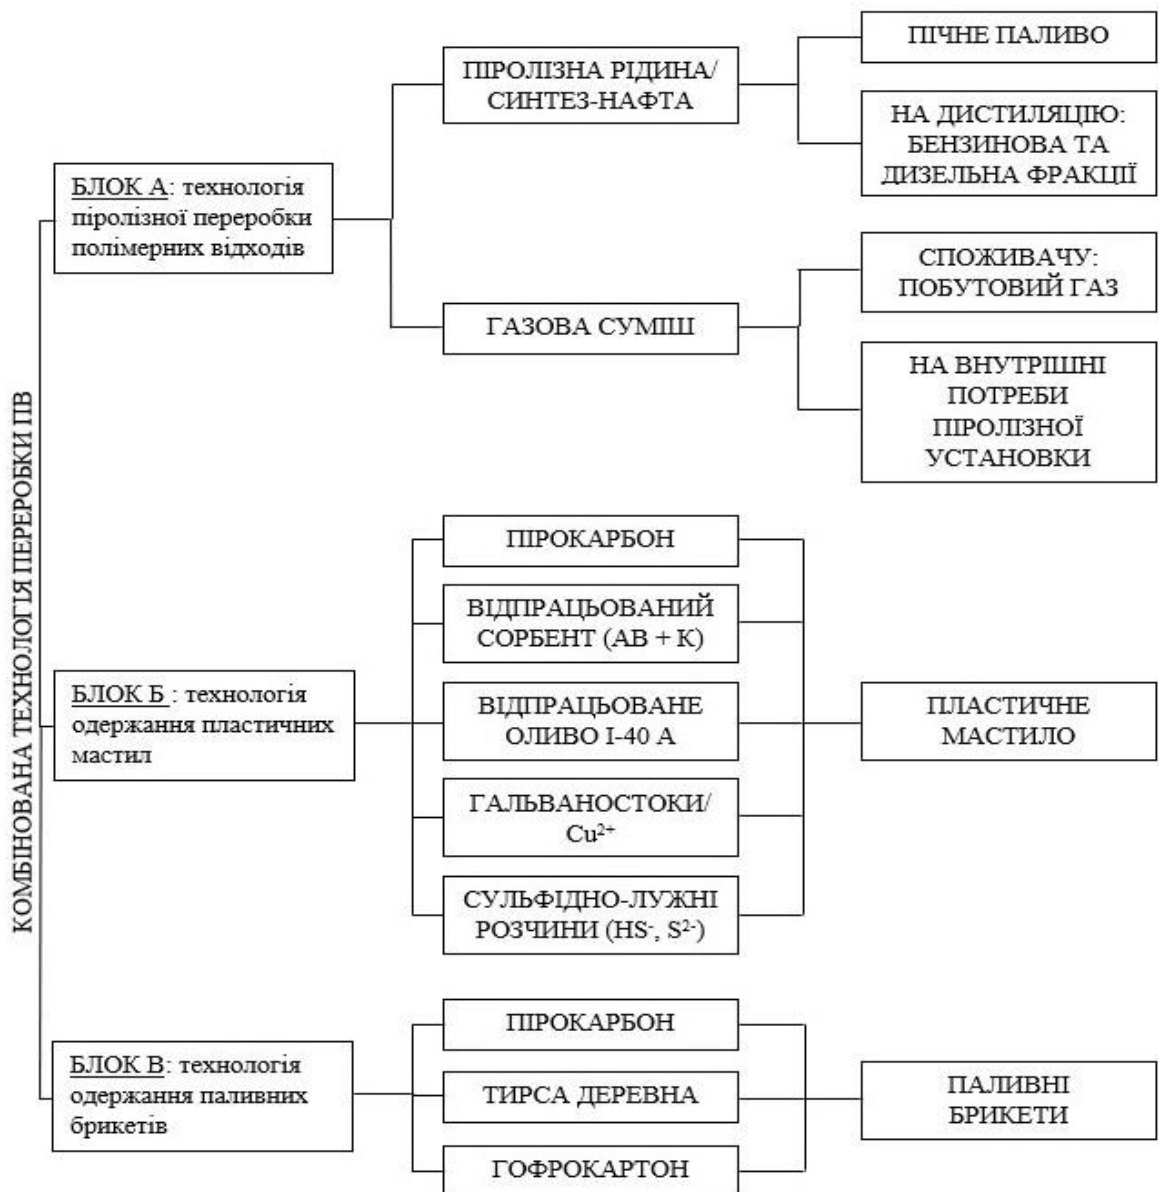 КОМБІНОВАНА ТЕХНОЛОГІЯ ПЕРЕРОБКИ ПВ
БЛОК А: технологія
піролізної переробки
полімерних відходів
ПІРОЛІЗНА РІДИНА/
СИНТЕЗ-НАФТА
ПІЧНЕ ПАЛИВО
НА ДИСТИЛЯЦІЮ:
БЕНЗИНОВА ТА
ДИЗЕЛЬНА ФРАКЦІЇ
ГАЗОВА СУМІШ
СПОЖИВАЧУ:
ПОБУТОВИЙ ГАЗ
НА ВНУТРІШНІ
ПОТРЕБИ
ПІРОЛІЗНОЇ
УСТАНОВКИ
БЛОК Б : технологія
одержання пластичних
мастил
ПІРОКАРБОН
ВІДПРАЦЬОВАНИЙ
СОРБЕНТ (АВ + К)
ВІДПРАЦЬОВАНЕ
ОЛИВО І-40 А
ГАЛЬВАНОСТОКИ/
Cu²⁺
СУЛЬФІДНО-ЛУЖНІ
РОЗЧИНИ (HS⁻, S²⁻)
ПЛАСТИЧНЕ
МАСТИЛО
БЛОК В: технологія
одержання паливних
брикетів
ПІРОКАРБОН
ТИРСА ДЕРЕВНА
ГОФРОКАРТОН
ПАЛИВНІ
БРИКЕТИ